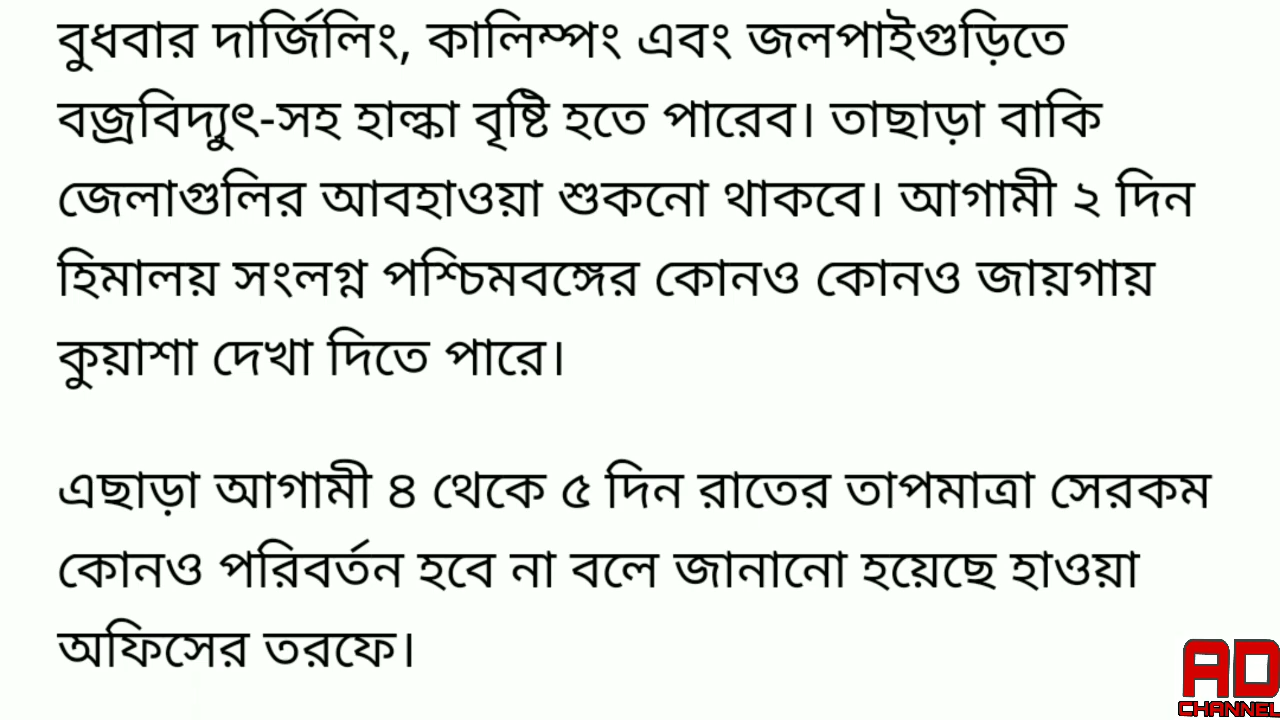 বুধবার দার্জিলিং, কালিম্পং এবং জলপাইগুড়িতে
বজ্রবিদ্যুৎ-সহ হাল্কা বৃষ্টি হতে পারেব। তাছাড়া বাকি
জেলাগুলির আবহাওয়া শুকনো থাকবে। আগামী ২ দিন
হিমালয় সংলগ্ন পশ্চিমবঙ্গের কোনও কোনও জায়গায়
কুয়াশা দেখা দিতে পারে।
এছাড়া আগামী ৪ থেকে ৫ দিন রাতের তাপমাত্রা সেরকম
কোনও পরিবর্তন হবে না বলে জানানো হয়েছে হাওয়া
অফিসের তরফে।
AD
CHANNEL